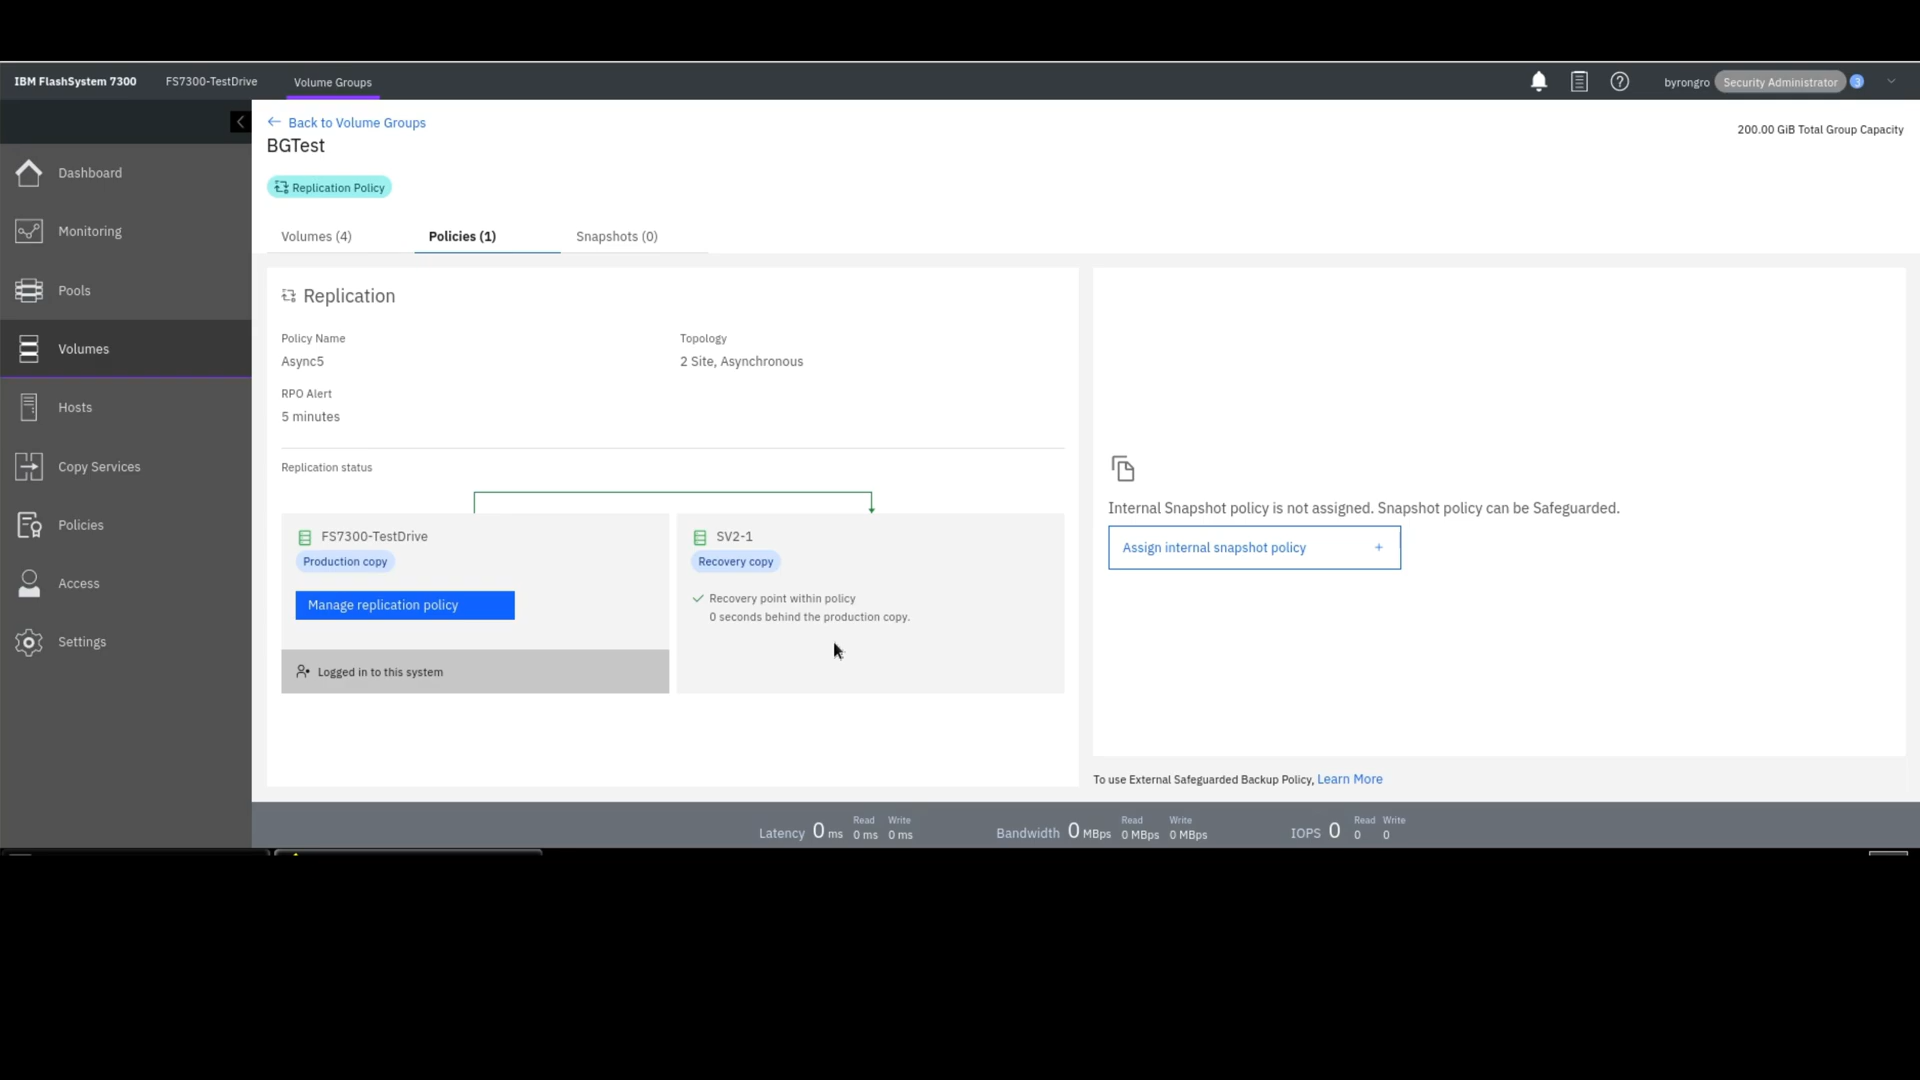 IBM FlashSystem 7300 FS7300-TestDrive Volume Groups byrongro Security Administrator 3
Back to Volume Groups
BGTest
200.00 GiB Total Group Capacity
Replication Policy
Volumes (4) Policies (1) Snapshots (0)
Dashboard
Monitoring
Pools
Volumes
Hosts
Copy Services
Policies
Access
Settings
Replication
Policy Name
Async5
Topology
2 Site, Asynchronous
RPO Alert
5 minutes
Replication status
FS7300-TestDrive
Production copy
Manage replication policy
Logged in to this system
SV2-1
Recovery copy
Recovery point within policy
0 seconds behind the production copy.
Internal Snapshot policy is not assigned. Snapshot policy can be Safeguarded.
Assign internal snapshot policy +
To use External Safeguarded Backup Policy, Learn More
Latency 0 ms Read 0 ms Write 0 ms
Bandwidth 0 MBps Read 0 MBps Write 0 MBps
IOPS 0 Read 0 Write 0